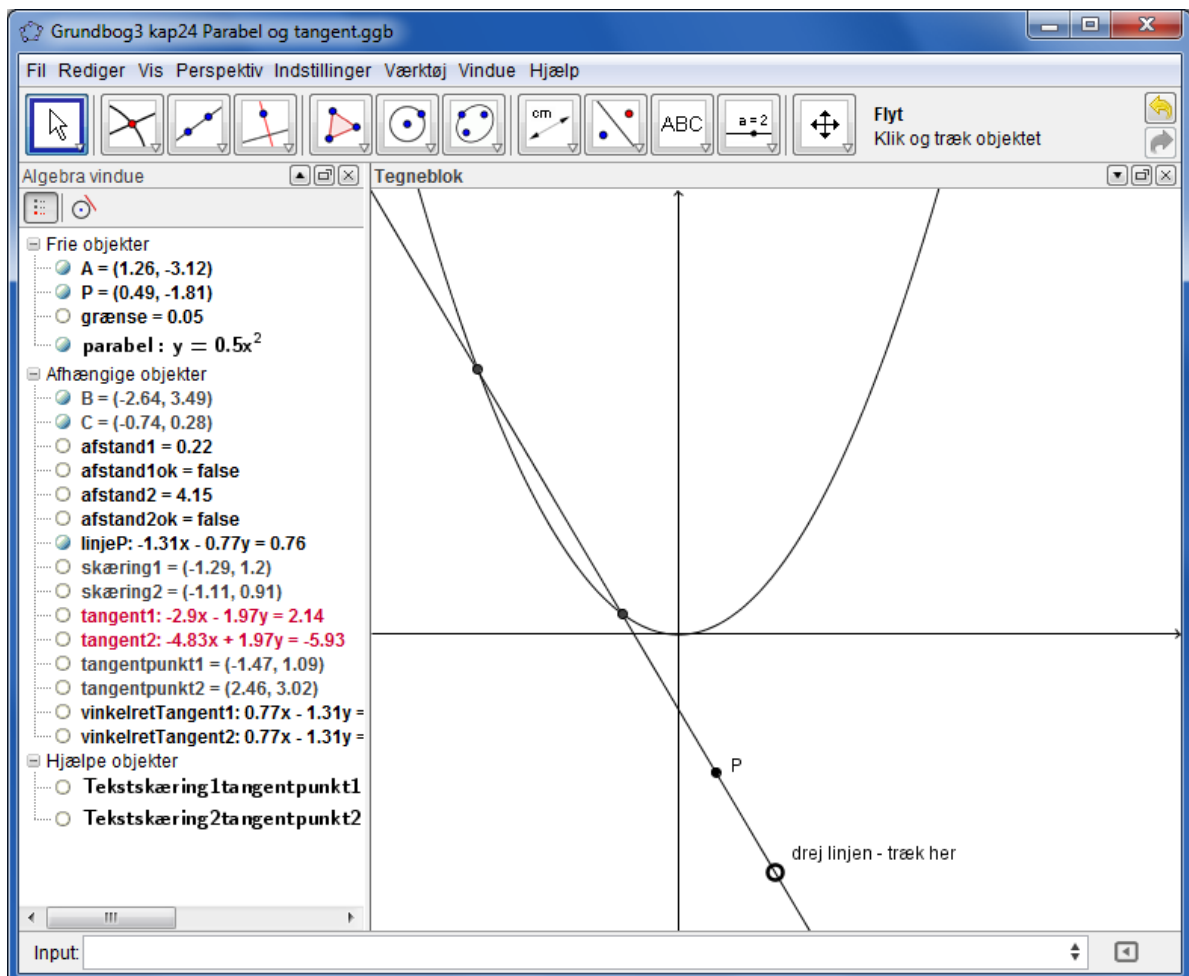 Grundbog3 kap24 Parabel og tangent.ggb
Fil Rediger Vis Perspektiv Indstillinger Værktøj Vindue Hjælp
cm
ABC
a=2
Flyt
Klik og træk objektet
Algebra vindue
Tegneblok
Frie objekter
A = (1.26, -3.12)
P = (0.49, -1.81)
grænse = 0.05
parabel : y = 0.5x²
Afhængige objekter
B = (-2.64, 3.49)
C = (-0.74, 0.28)
afstand1 = 0.22
afstand1ok = false
afstand2 = 4.15
afstand2ok = false
linjeP: -1.31x - 0.77y = 0.76
skæring1 = (-1.29, 1.2)
skæring2 = (-1.11, 0.91)
tangent1: -2.9x - 1.97y = 2.14
tangent2: -4.83x + 1.97y = -5.93
tangentpunkt1 = (-1.47, 1.09)
tangentpunkt2 = (2.46, 3.02)
vinkelretTangent1: 0.77x - 1.31y =
vinkelretTangent2: 0.77x - 1.31y =
Hjælpe objekter
Tekstskæring1tangentpunkt1
Tekstskæring2tangentpunkt2
P
drej linjen - træk her
Input: